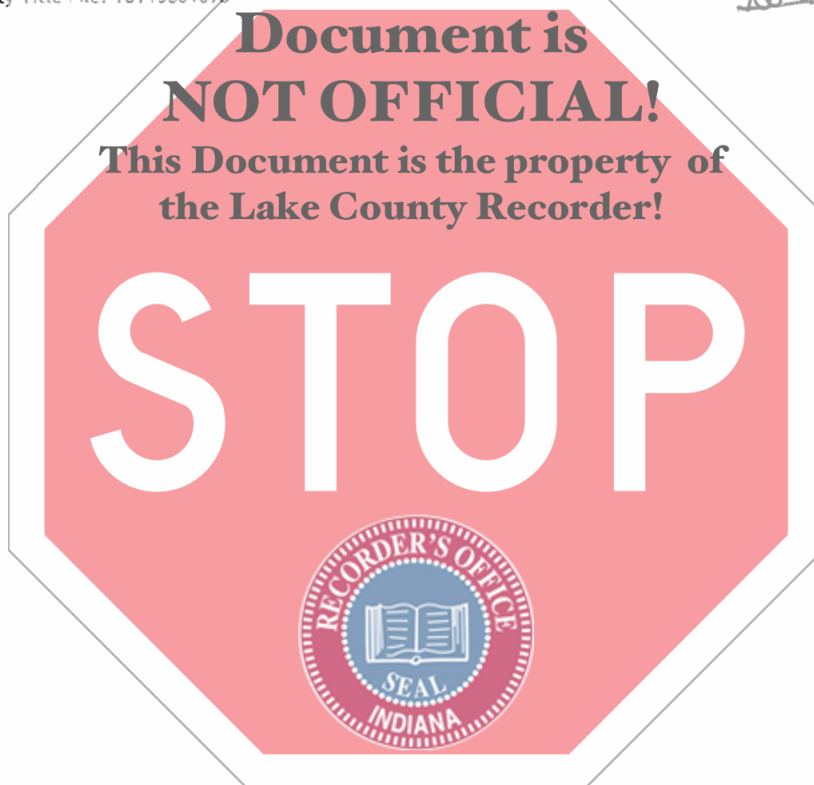 Document is
NOT OFFICIAL!
This Document is the property of
the Lake County Recorder!
STOP
RECORDER'S OFFICE
SEAL
INDIANA